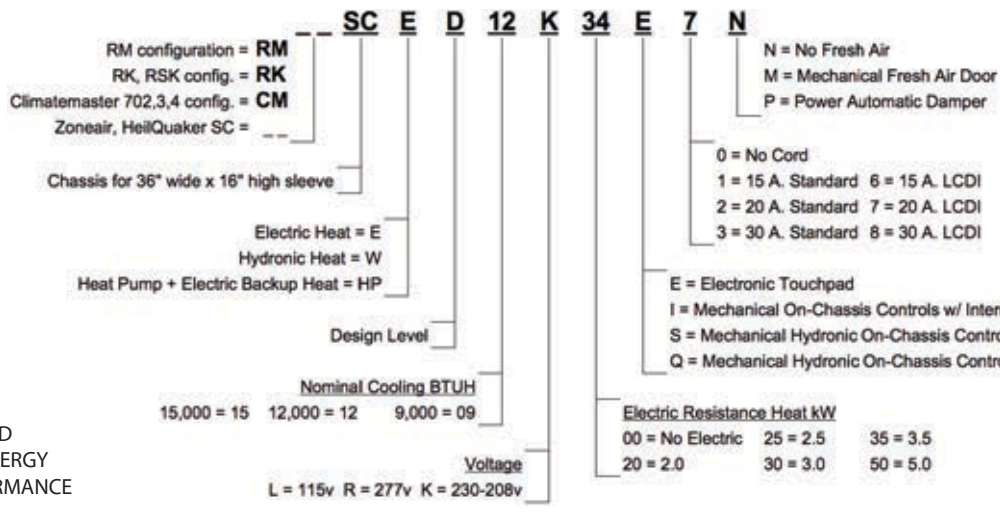 _ _ SC E D 12 K 34 E 7 N
RM configuration = RM
RK, RSK config. = RK
Climatemaster 702,3,4 config. = CM
Zoneair, HeilQuaker SC = _ _
Chassis for 36" wide x 16" high sleeve
Electric Heat = E
Hydronic Heat = W
Heat Pump + Electric Backup Heat = HP
Design Level
Nominal Cooling BTUH
15,000 = 15 12,000 = 12 9,000 = 09
Voltage
L = 115v R = 277v K = 230-208v
N = No Fresh Air
M = Mechanical Fresh Air Door
P = Power Automatic Damper
0 = No Cord
1 = 15 A. Standard 6 = 15 A. LCDI
2 = 20 A. Standard 7 = 20 A. LCDI
3 = 30 A. Standard 8 = 30 A. LCDI
E = Electronic Touchpad
I = Mechanical On-Chassis Controls w/
S = Mechanical Hydronic On-Chassis
Q = Mechanical Hydronic On-Chassis
Electric Resistance Heat kW
00 = No Electric 25 = 2.5 35 = 3.5
20 = 2.0 30 = 3.0 50 = 5.0